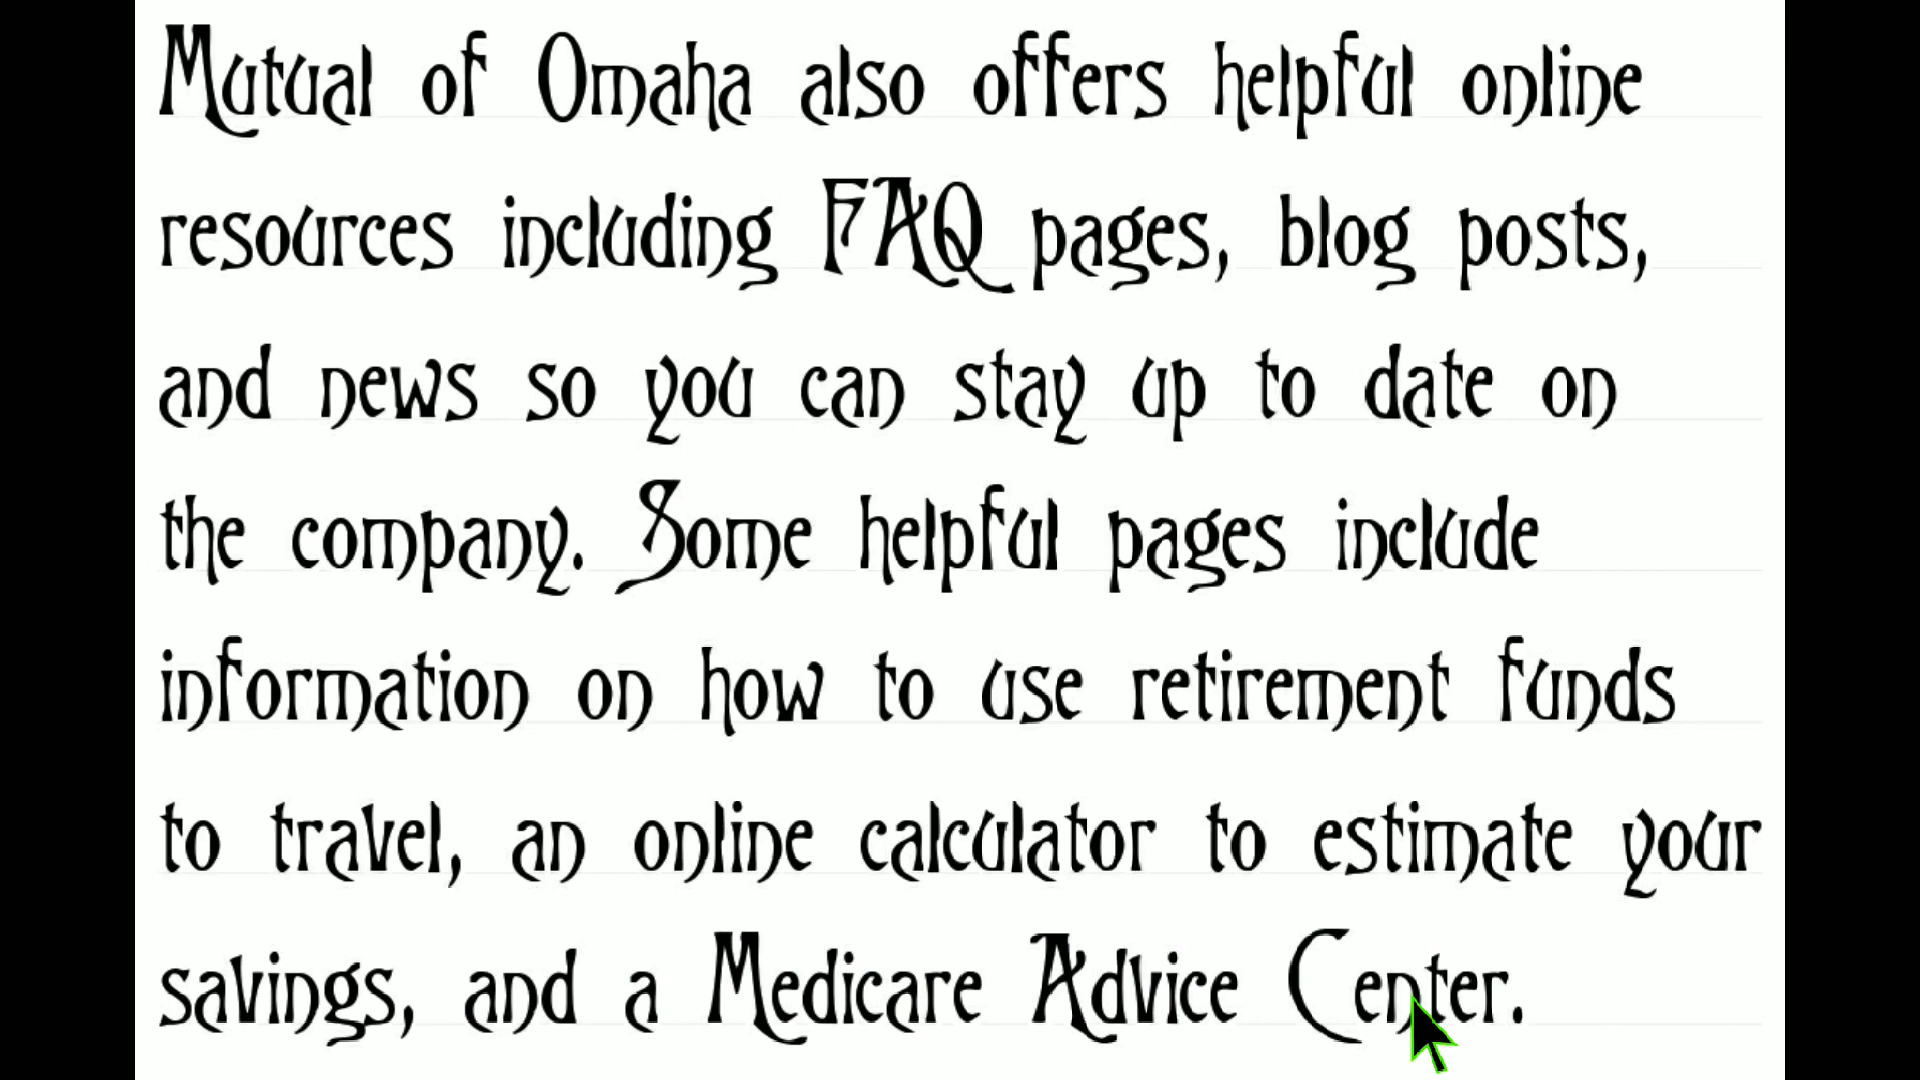 Mutual of Omaha also offers helpful online
resources including FAQ pages, blog posts,
and news so you can stay up to date on
the company. Some helpful pages include
information on how to use retirement funds
to travel, an online calculator to estimate your
savings, and a Medicare Advice Center.